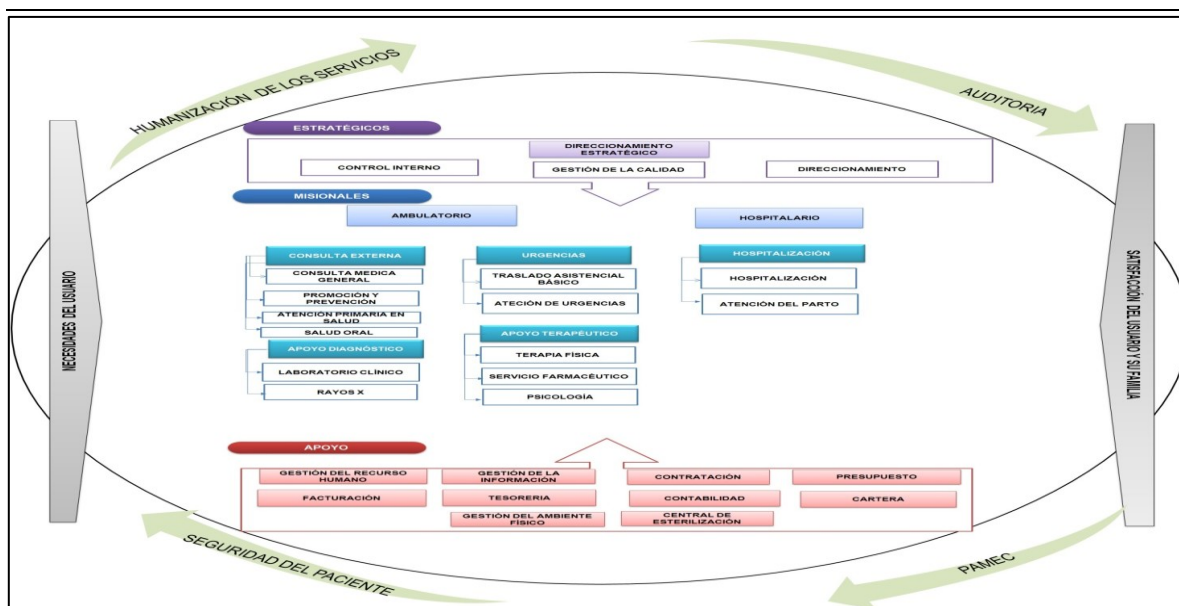 HUMANIZACIÓN DE LOS SERVICIOS
AUDITORIA
NECESIDADES DEL USUARIO
SATISFACCIÓN DEL USUARIO Y SU FAMILIA
ESTRATÉGICOS
DIRECCIONAMIENTO
ESTRATÉGICO
CONTROL INTERNO
GESTIÓN DE LA CALIDAD
DIRECCIONAMIENTO
MISIONALES
AMBULATORIO
HOSPITALARIO
CONSULTA EXTERNA
CONSULTA MEDICA
GENERAL
PROMOCIÓN Y
PREVENCIÓN
ATENCIÓN PRIMARIA EN
SALUD
SALUD ORAL
APOYO DIAGNÓSTICO
LABORATORIO CLÍNICO
RAYOS X
URGENCIAS
TRASLADO ASISTENCIAL
BÁSICO
ATECIÓN DE URGENCIAS
APOYO TERAPÉUTICO
TERAPIA FÍSICA
SERVICIO FARMACÉUTICO
PSICOLOGÍA
HOSPITALIZACIÓN
HOSPITALIZACIÓN
ATENCIÓN DEL PARTO
APOYO
GESTIÓN DEL RECURSO
HUMANO
GESTIÓN DE LA
INFORMACIÓN
CONTRATACIÓN
PRESUPUESTO
FACTURACIÓN
TESORERIA
CONTABILIDAD
CARTERA
GESTIÓN DEL AMBIENTE
FÍSICO
CENTRAL DE
ESTERILIZACIÓN
SEGURIDAD DEL PACIENTE
PAMEC